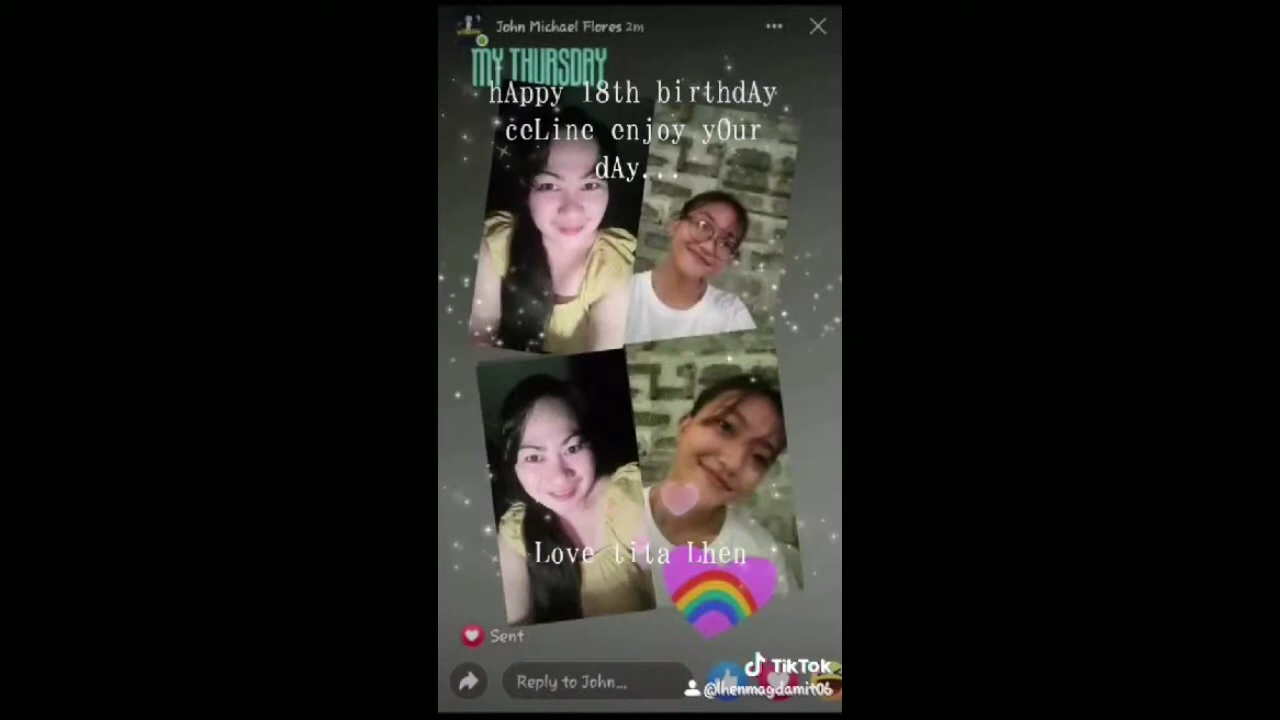 John Michael Flores 2m
MY THURSDAY
hAppy 18th birthdAy
ceLine enjoy yOur
dAy...
Love tita Lhen
Sent
Reply to John...
TikTok
@lhenmagdamit06